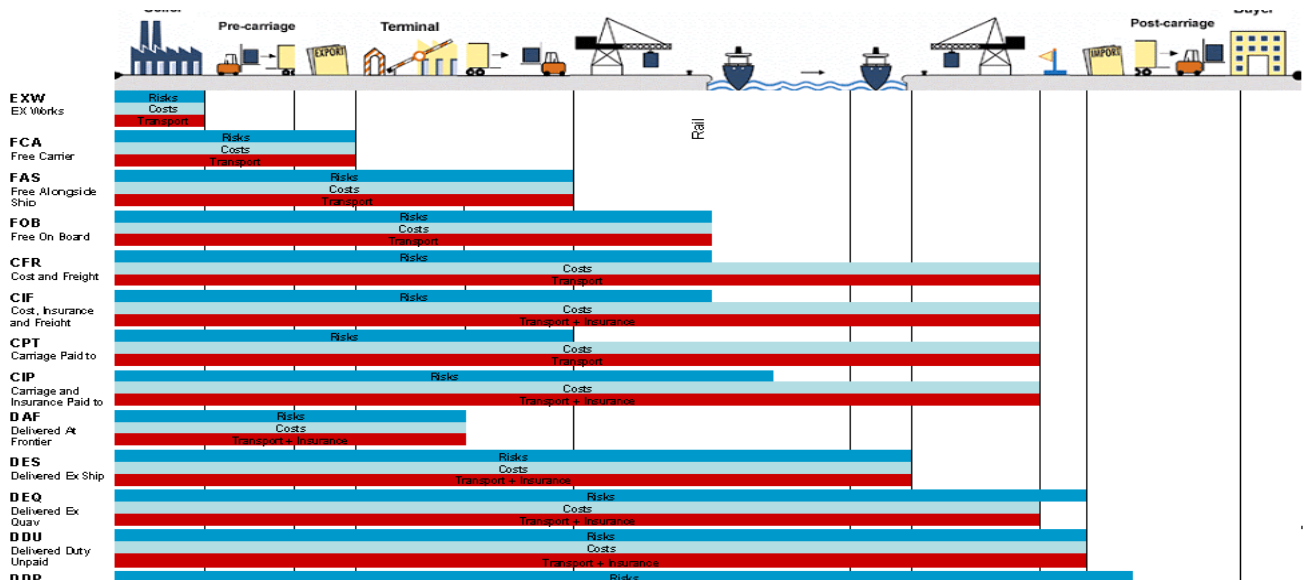 Pre-carriage
Terminal
Post-carriage
EXPORT
IMPORT
EXW
EX Works
Risks
Costs
Transport
Rail
FCA
Free Carrier
Risks
Costs
Transport
FAS
Free Alongside
Ship
Risks
Costs
Transport
FOB
Free On Board
Risks
Costs
Transport
CFR
Cost and Freight
Risks
Costs
Transport
CIF
Cost, Insurance
and Freight
Risks
Costs
Transport + Insurance
CPT
Carriage Paid to
Risks
Costs
Transport
CIP
Carriage and
Insurance Paid to
Risks
Costs
Transport + Insurance
DAF
Delivered At
Frontier
Risks
Costs
Transport + Insurance
DES
Delivered Ex Ship
Risks
Costs
Transport + Insurance
DEQ
Delivered Ex
Quay
Risks
Costs
Transport + Insurance
DDU
Delivered Duty
Unpaid
Risks
Costs
Transport + Insurance
DDP
Risks